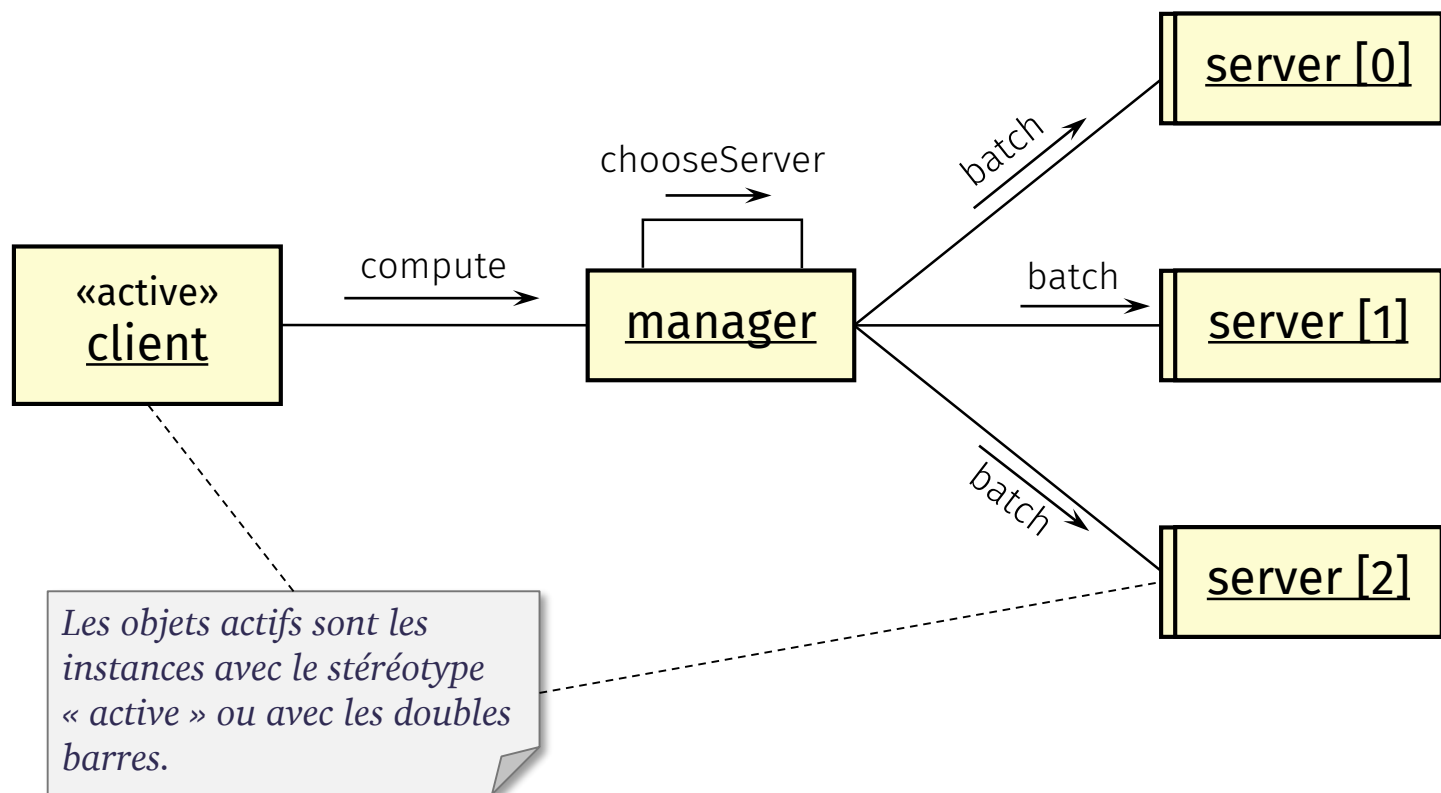 server [0]
batch
chooseServer
«active»
client
compute
manager
batch
server [1]
batch
server [2]
Les objets actifs sont les
instances avec le stéréotype
« active » ou avec les doubles
barres.